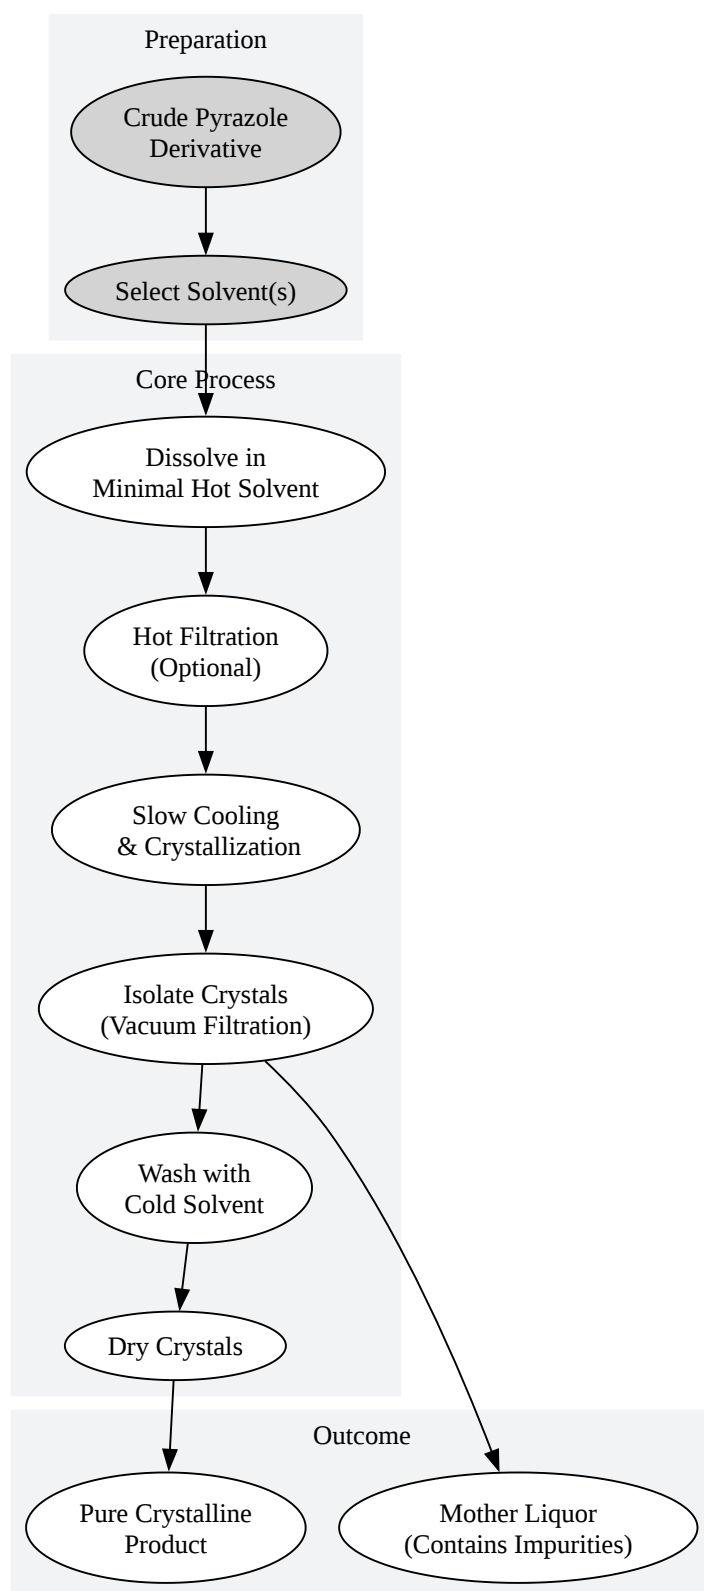 Preparation
Crude Pyrazole
Derivative
Select Solvent(s)
Core Process
Dissolve in
Minimal Hot Solvent
Hot Filtration
(Optional)
Slow Cooling
& Crystallization
Isolate Crystals
(Vacuum Filtration)
Wash with
Cold Solvent
Dry Crystals
Outcome
Pure Crystalline
Product
Mother Liquor
(Contains Impurities)